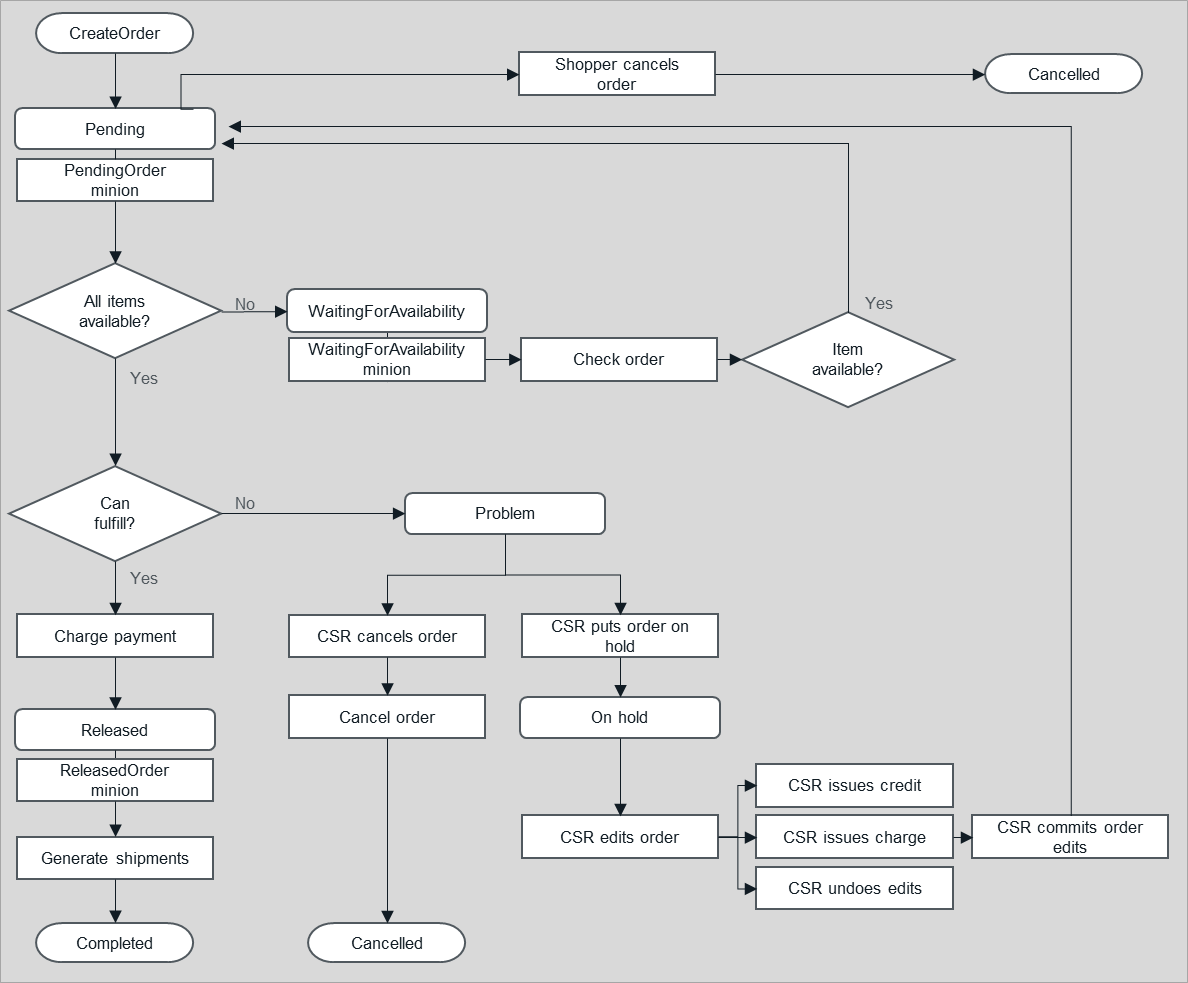 CreateOrder
Shopper cancels
order
Cancelled
Pending
PendingOrder
minion
All items
available?
No
WaitingForAvailability
WaitingForAvailability
minion
Check order
Item
available?
Yes
Yes
Can
fulfill?
No
Problem
Yes
Charge payment
CSR cancels order
CSR puts order on
hold
Released
ReleasedOrder
minion
Cancel order
On hold
Generate shipments
CSR edits order
CSR issues credit
CSR issues charge
CSR undoes edits
CSR commits order
edits
Completed
Cancelled